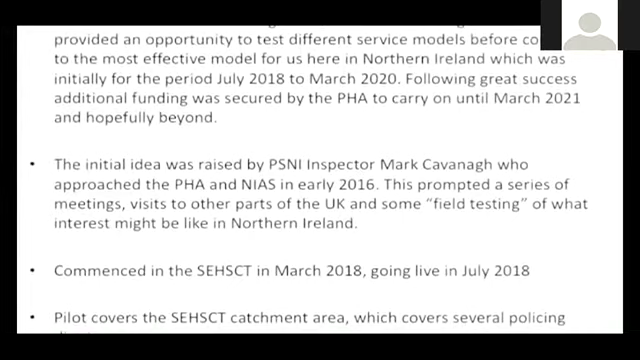 provided an opportunity to test different service models before co
to the most effective model for us here in Northern Ireland which was
initially for the period July 2018 to March 2020. Following great success
additional funding was secured by the PHA to carry on until March 2021
and hopefully beyond.
• The initial idea was raised by PSNI Inspector Mark Cavanagh who
approached the PHA and NIAS in early 2016. This prompted a series of
meetings, visits to other parts of the UK and some “field testing” of what
interest might be like in Northern Ireland.
• Commenced in the SEHSCT in March 2018, going live in July 2018
• Pilot covers the SEHSCT catchment area, which covers several policing